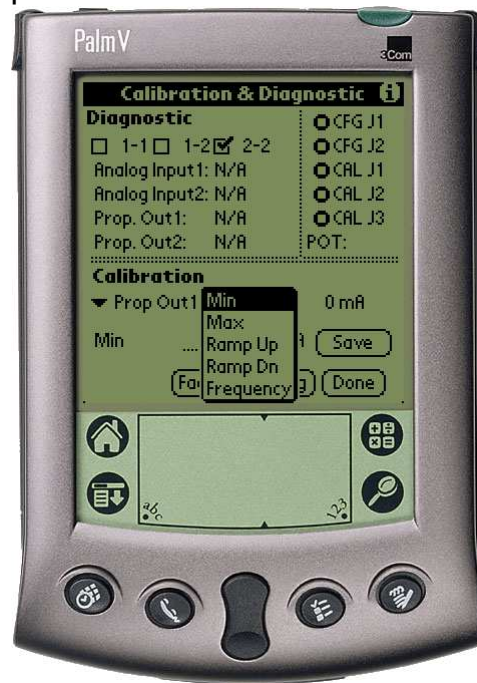 PalmV
3Com
Calibration & Diagnostic i
Diagnostic
1-1 1-2 2-2
Analog Input1: N/A
Analog Input2: N/A
Prop. Out1: N/A
Prop. Out2: N/A
CFG J1
CFG J2
CAL J1
CAL J2
CAL J3
POT:
Calibration
Prop Out1
0 mA
Min
Max
Ramp Up
Ramp Dn
Frequency
Min ....
Save
Done
abc
123